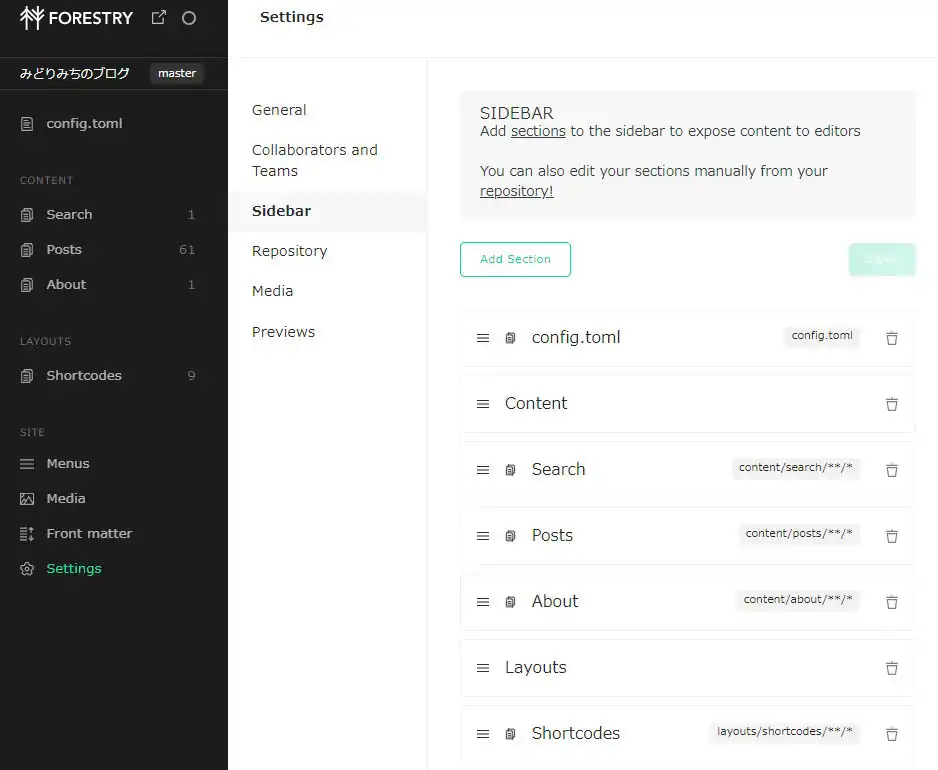 FORESTRY
みどりみちのブログ master
config.toml
CONTENT
Search 1
Posts 61
About 1
LAYOUTS
Shortcodes 9
SITE
Menus
Media
Front matter
Settings
Settings
General
Collaborators and
Teams
Sidebar
Repository
Media
Previews
SIDEBAR
Add sections to the sidebar to expose content to editors
You can also edit your sections manually from your
repository!
Add Section
config.toml config.toml
Content
Search content/search/**/*
Posts content/posts/**/*
About content/about/**/*
Layouts
Shortcodes layouts/shortcodes/**/*